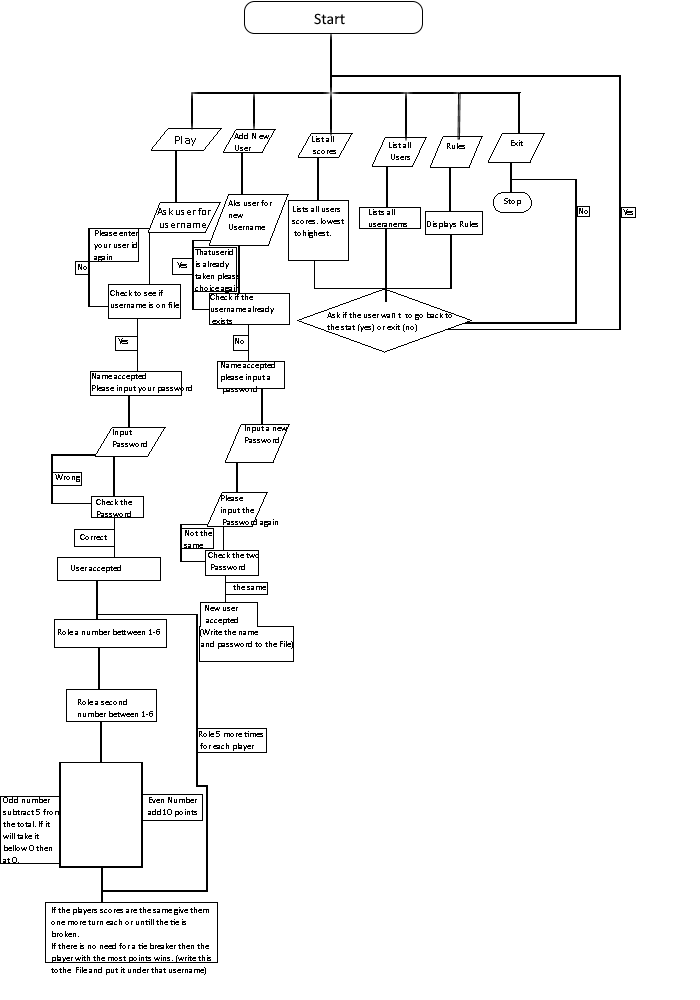 Start
Play
Add New
User
List all
scores
List all
Users
Rules
Exit
Ask user for
username
Aks user for
new
Username
Lists all users
scores. lowest
to highest.
Lists all
useranems
Displays Rules
Stop
No
Yes
Please enter
your user id
again
No
That userid
is already
taken please
choice again
Yes
Check to see if
username is on file
Check if the
username already
exists
Ask if the user wan't to go back to
the stat (yes) or exit (no)
Yes
No
Name accepted
Please input your password
Name accepted
please input a
password
Input
Password
Input a new
Password
Wrong
Check the
Password
Please
input the
Password again
Correct
Not the
same
Check the two
Password
User accepted
the same
New user
accepted
(Write the name
and password to the File)
Role a number bettween 1-6
Role a second
number between 1-6
Role 5 more times
for each player
Odd number
subtract 5 from
the total. If it
will take it
bellow 0 then
at 0.
Even Number
add 10 points
If the players scores are the same give them
one more turn each or untill the tie is
broken.
If there is no need for a tie breaker then the
player with the most points wins. (write this
to the File and put it under that username)